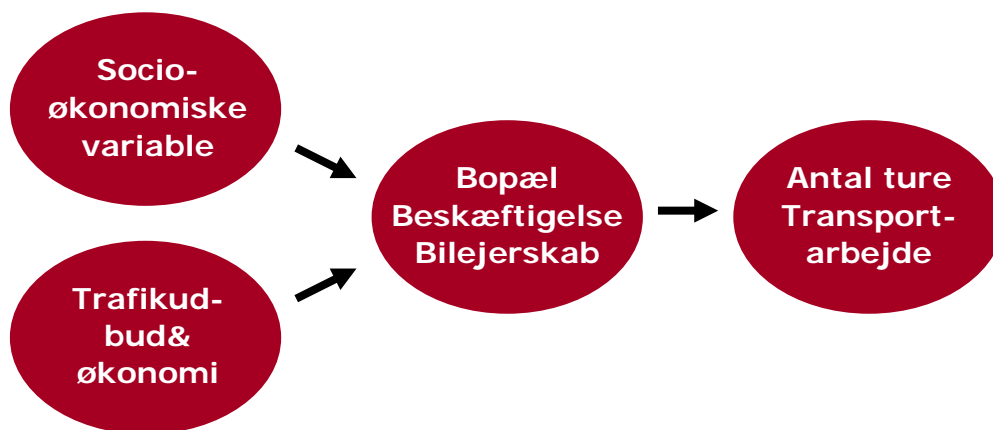 Socio-
økonomiske
variable
Trafikud-
bud&
økonomi
Bopæl
Beskæftigelse
Bilejerskab
Antal ture
Transport-
arbejde